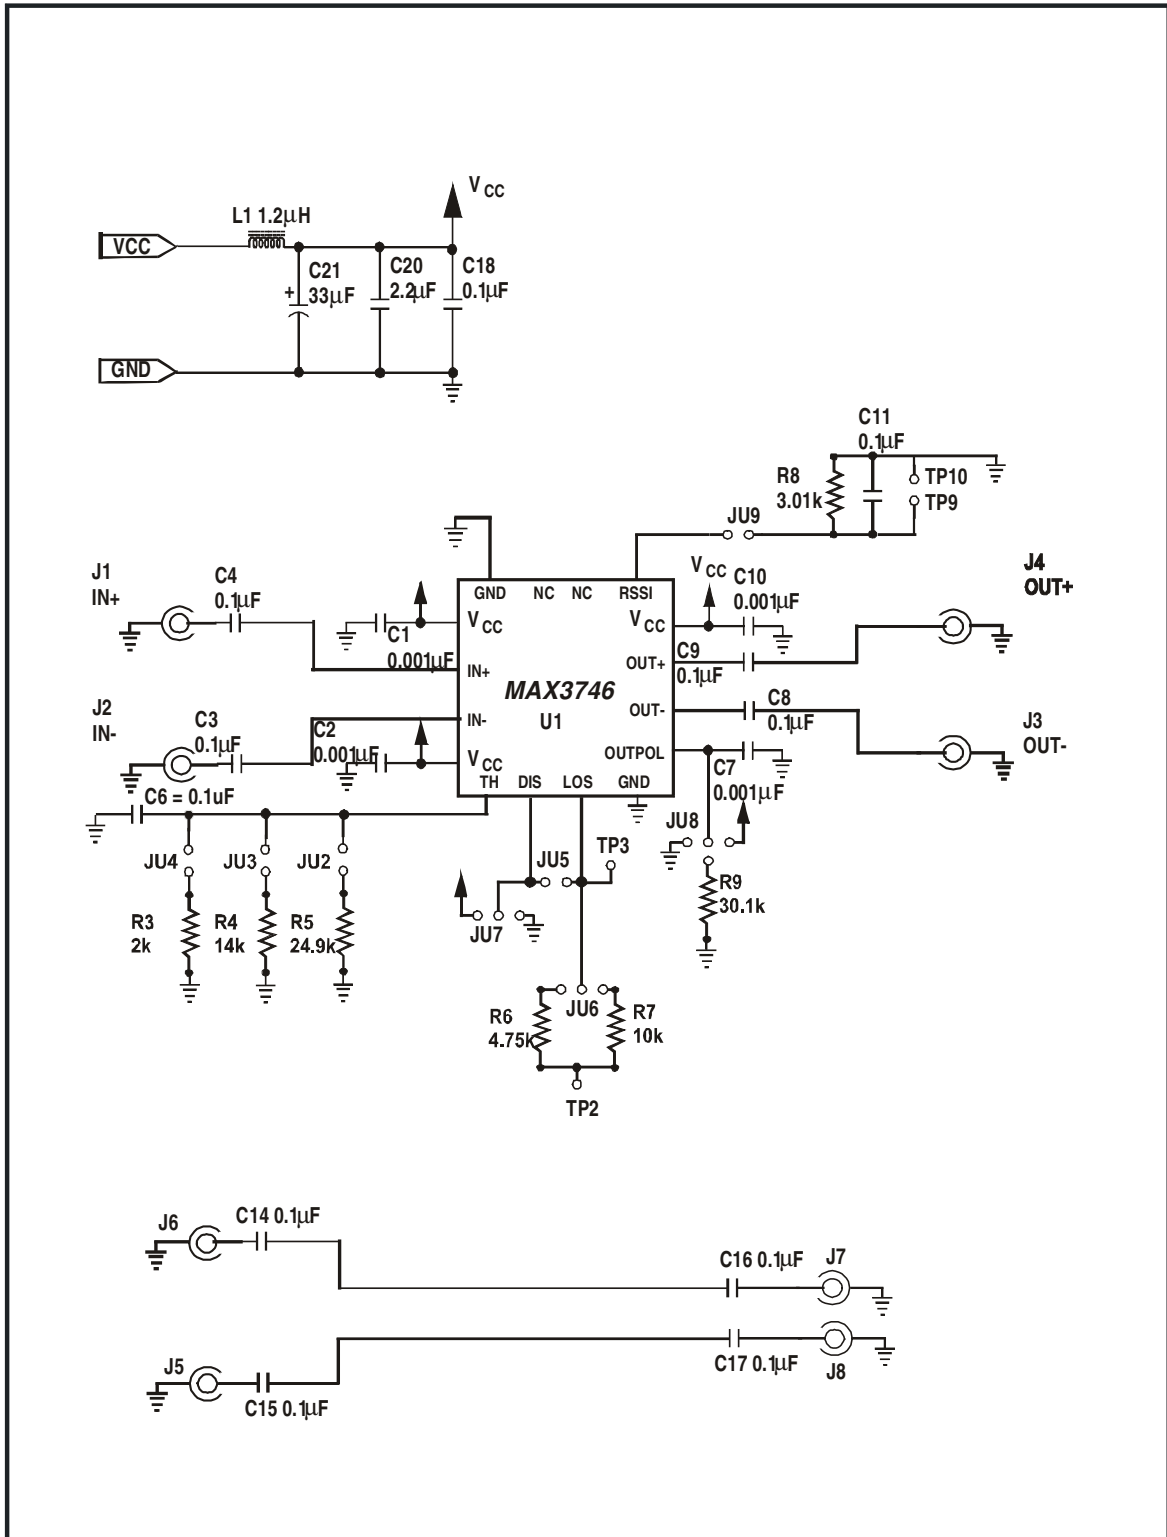 V CC
L1 1.2µH
VCC
C21
33µF
+
C20
2.2µF
C18
0.1µF
GND
C11
0.1µF
R8
3.01k
TP10
TP9
JU9
J1
IN+
C4
0.1µF
J4
OUT+
V CC
C10
0.001µF
GND
NC
NC
RSSI
V CC
V CC
C1
0.001µF
IN+
OUT+
C9
0.1µF
MAX3746
U1
J2
IN-
C3
0.1µF
C2
0.001µF
IN-
OUT-
C8
0.1µF
J3
OUT-
V CC
OUTPOL
TH
DIS
LOS
GND
C7
0.001µF
C6 = 0.1uF
JU4
JU3
JU2
JU5
TP3
JU8
R3
2k
R4
14k
R5
24.9k
JU7
R9
30.1k
R6
4.75k
JU6
R7
10k
TP2
J6
C14 0.1µF
C16 0.1µF
J7
J5
C15 0.1µF
C17 0.1µF
J8